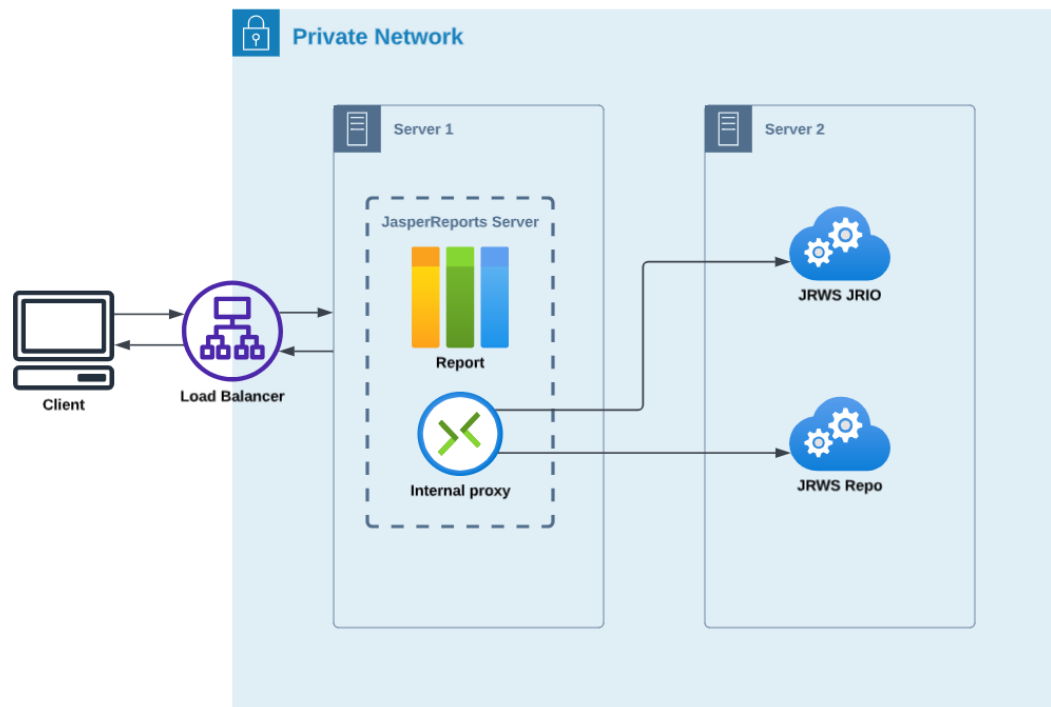 Private Network
Server 1
Server 2
JasperReports Server
JRWS JRIO
Report
Load Balancer
Client
Internal proxy
JRWS Repo